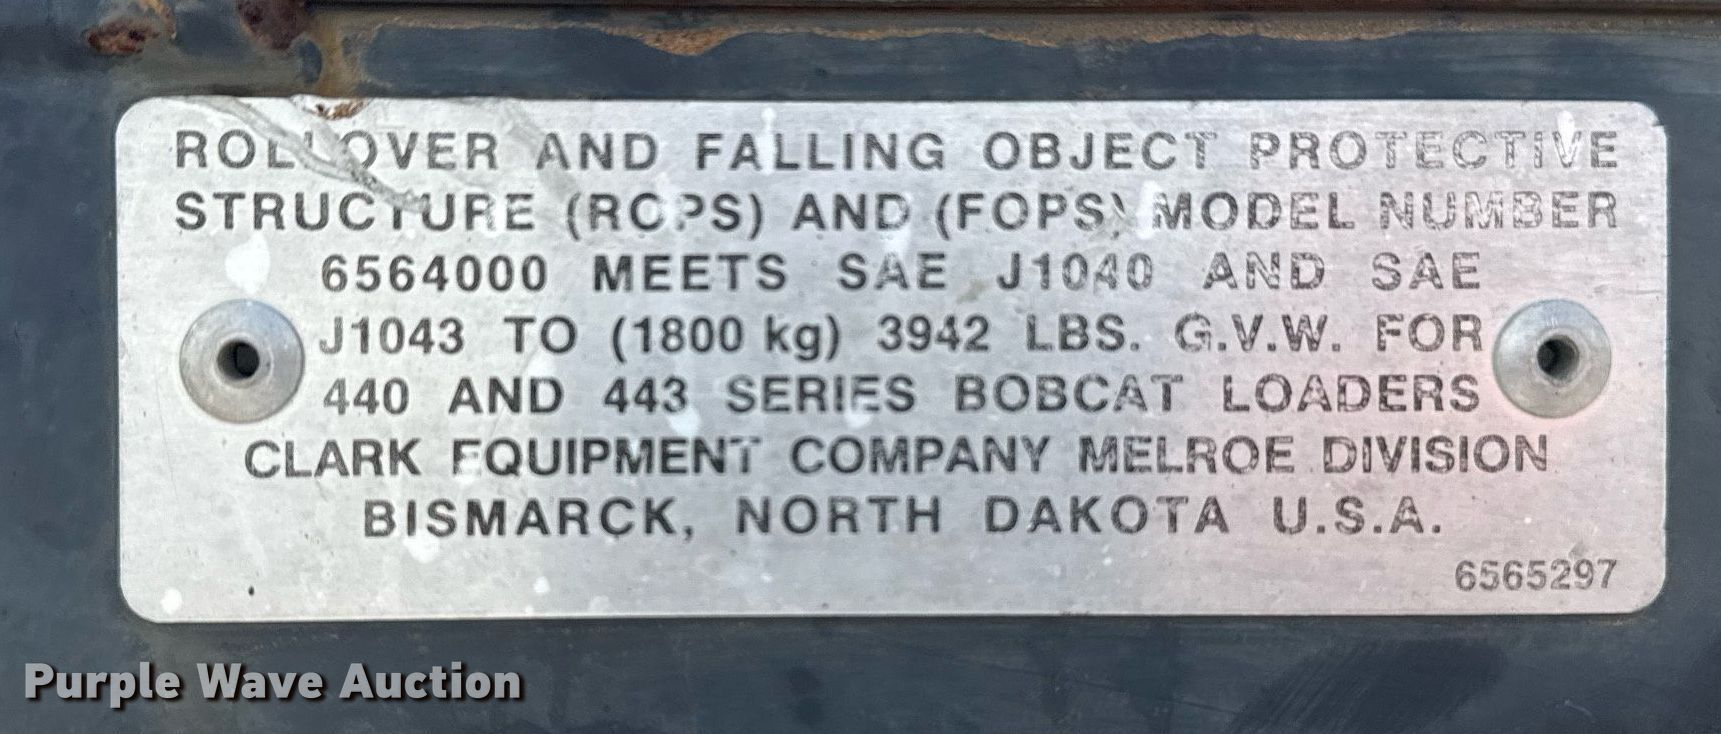 ROLLOVER AND FALLING OBJECT PROTECTIVE
STRUCTURE (ROPS) AND (FOPS) MODEL NUMBER
6564000 MEETS SAE J1040 AND SAE
J1043 TO (1800 kg) 3942 LBS. G.V.W. FOR
440 AND 443 SERIES BOBCAT LOADERS
CLARK EQUIPMENT COMPANY MELROE DIVISION
BISMARCK, NORTH DAKOTA U.S.A.
6565297
Purple Wave Auction